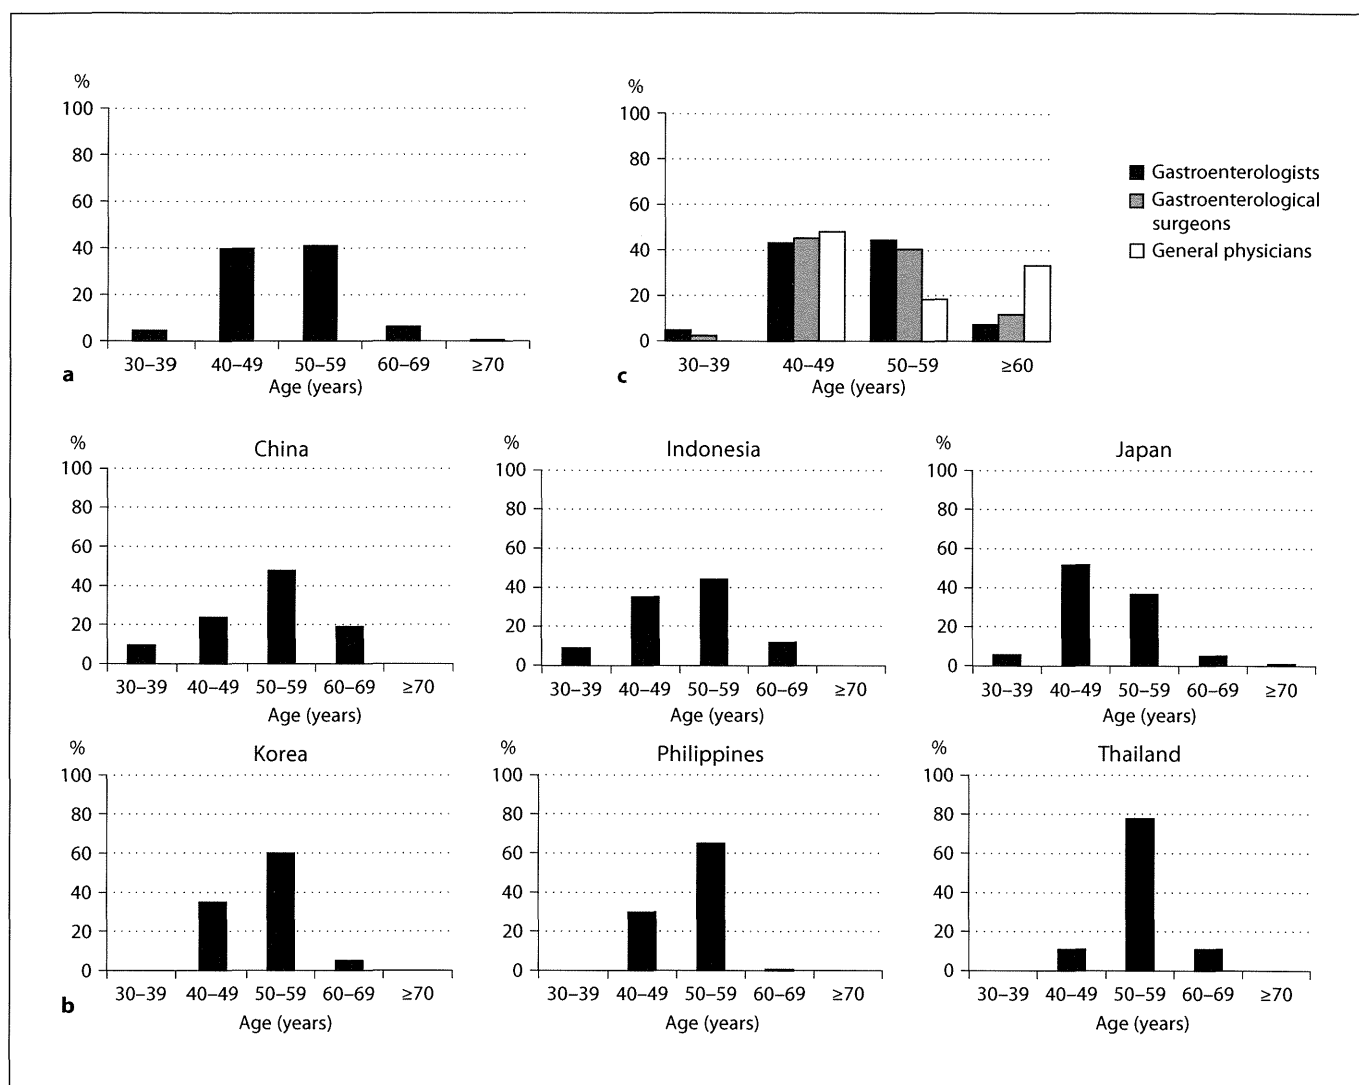 %
100
80
60
40
20
0
30–39 40–49 50–59 60–69 ≥70
Age (years)
a
%
100
80
60
40
20
0
30–39 40–49 50–59 ≥60
Age (years)
c
Gastroenterologists
Gastroenterological
surgeons
General physicians
%
China
100
80
60
40
20
0
30–39 40–49 50–59 60–69 ≥70
Age (years)
%
Indonesia
100
80
60
40
20
0
30–39 40–49 50–59 60–69 ≥70
Age (years)
%
Japan
100
80
60
40
20
0
30–39 40–49 50–59 60–69 ≥70
Age (years)
%
Korea
100
80
60
40
20
0
30–39 40–49 50–59 60–69 ≥70
Age (years)
b
%
Philippines
100
80
60
40
20
0
30–39 40–49 50–59 60–69 ≥70
Age (years)
%
Thailand
100
80
60
40
20
0
30–39 40–49 50–59 60–69 ≥70
Age (years)